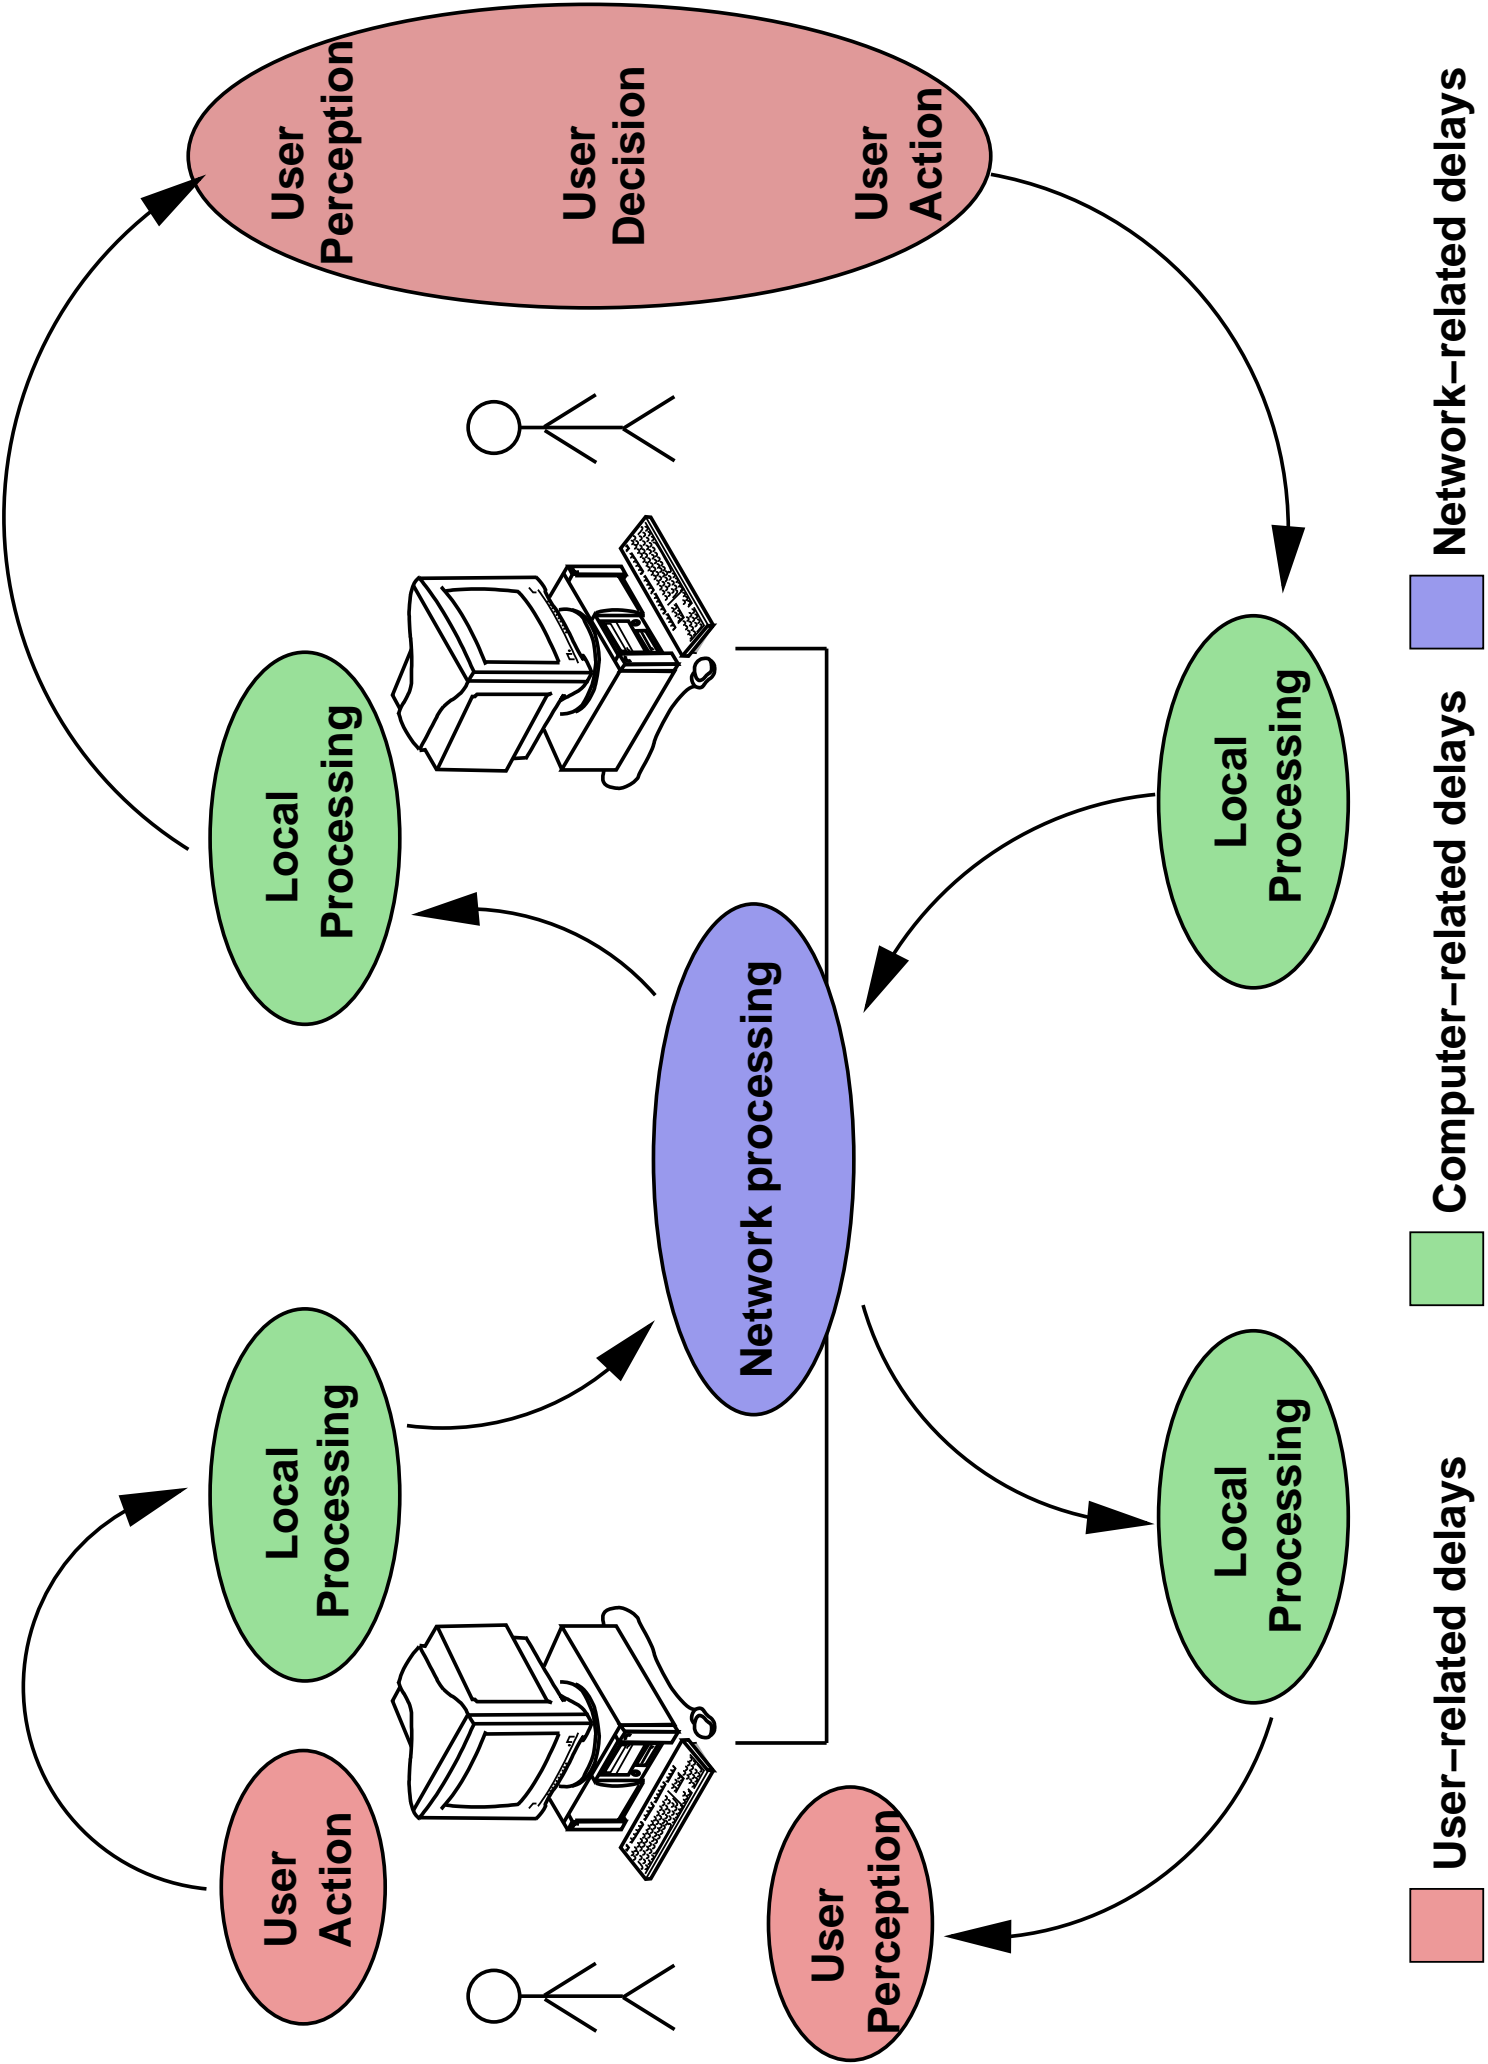 User
Action
Local
Processing
Local
Processing
User
Perception
User
Decision
User
Action
Network processing
User
Perception
Local
Processing
Local
Processing
User−related delays
Computer−related delays
Network−related delays